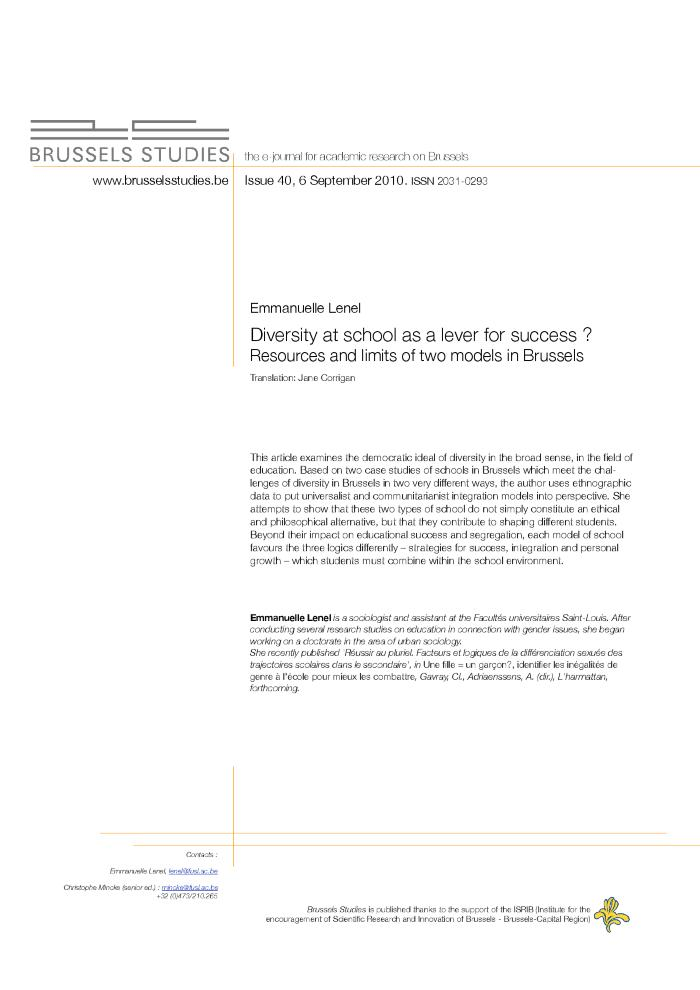 BRUSSELS STUDIES
the e-journal for academic research on Brussels
www.brusselsstudies.be
Issue 40, 6 September 2010. ISSN 2031-0293
Emmanuelle Lenel
Diversity at school as a lever for success ?
Resources and limits of two models in Brussels
Translation: Jane Corrigan
This article examines the democratic ideal of diversity in the broad sense, in the field of
education. Based on two case studies of schools in Brussels which meet the chal-
lenges of diversity in Brussels in two very different ways, the author uses ethnographic
data to put universalist and communitarianist integration models into perspective. She
attempts to show that these two types of school do not simply constitute an ethical
and philosophical alternative, but that they contribute to shaping different students.
Beyond their impact on educational success and segregation, each model of school
favours the three logics differently – strategies for success, integration and personal
growth – which students must combine within the school environment.
Emmanuelle Lenel is a sociologist and assistant at the Facultés universitaires Saint-Louis. After
conducting several research studies on education in connection with gender issues, she began
working on a doctorate in the area of urban sociology.
She recently published 'Réussir au pluriel. Facteurs et logiques de la différenciation sexuée des
trajectoires scolaires dans le secondaire', in Une fille = un garçon?, identifier les inégalités de
genre à l'école pour mieux les combattre, Gavray, Cl., Adriaenssens, A. (dir.), L'harmattan,
forthcoming.
Contacts :
Emmanuelle Lenel, lenel@fusl.ac.be
Christophe Mincke (senior ed.) : mincke@fusl.ac.be
+32 (0)473/210.265
Brussels Studies is published thanks to the support of the ISRIB (Institute for the
encouragement of Scientific Research and Innovation of Brussels - Brussels-Capital Region)